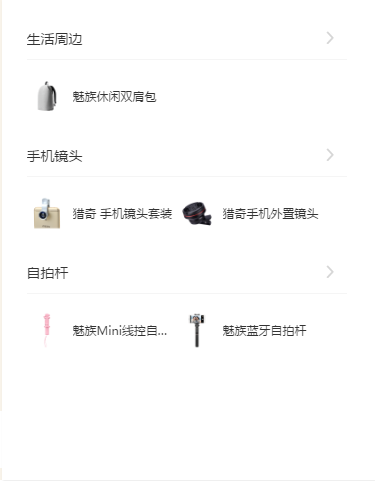 生活周边
魅族休闲双肩包
手机镜头
猎奇 手机镜头套装 猎奇手机外置镜头
自拍杆
魅族Mini线控自... 魅族蓝牙自拍杆